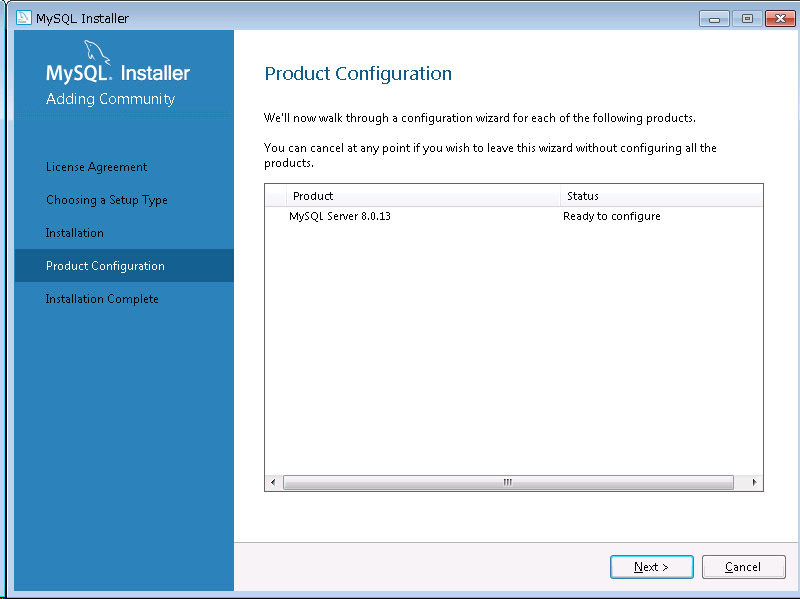 MySQL Installer
MySQL. Installer
Adding Community
License Agreement
Choosing a Setup Type
Installation
Product Configuration
Installation Complete
Product Configuration
We'll now walk through a configuration wizard for each of the following products.
You can cancel at any point if you wish to leave this wizard without configuring all the
products.
Product Status
MySQL Server 8.0.13 Ready to configure
Next > Cancel